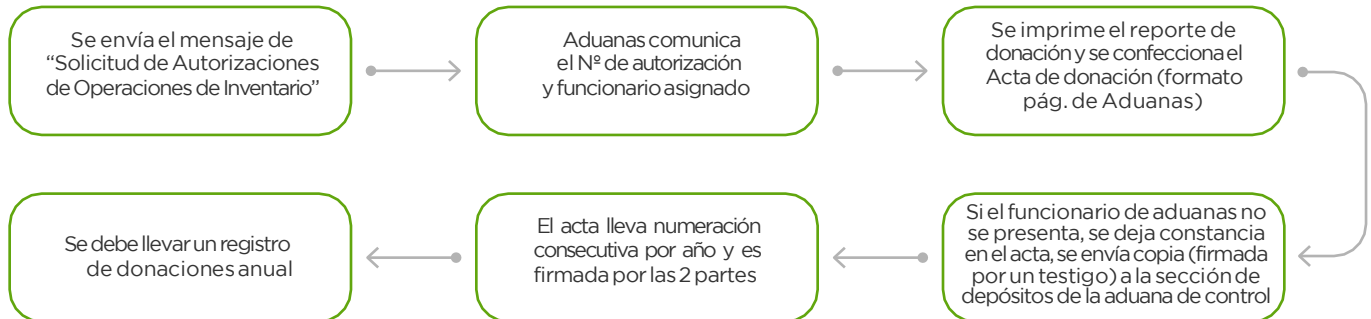 Se envía el mensaje de
“Solicitud de Autorizaciones
de Operaciones de Inventario”
Aduanas comunica
el Nº de autorización
y funcionario asignado
Se imprime el reporte de
donación y se confecciona el
Acta de donación (formato
pág. de Aduanas)
Si el funcionario de aduanas no
se presenta, se deja constancia
en el acta, se envía copia (firmada
por un testigo) a la sección de
depósitos de la aduana de control
El acta lleva numeración
consecutiva por año y es
firmada por las 2 partes
Se debe llevar un registro
de donaciones anual